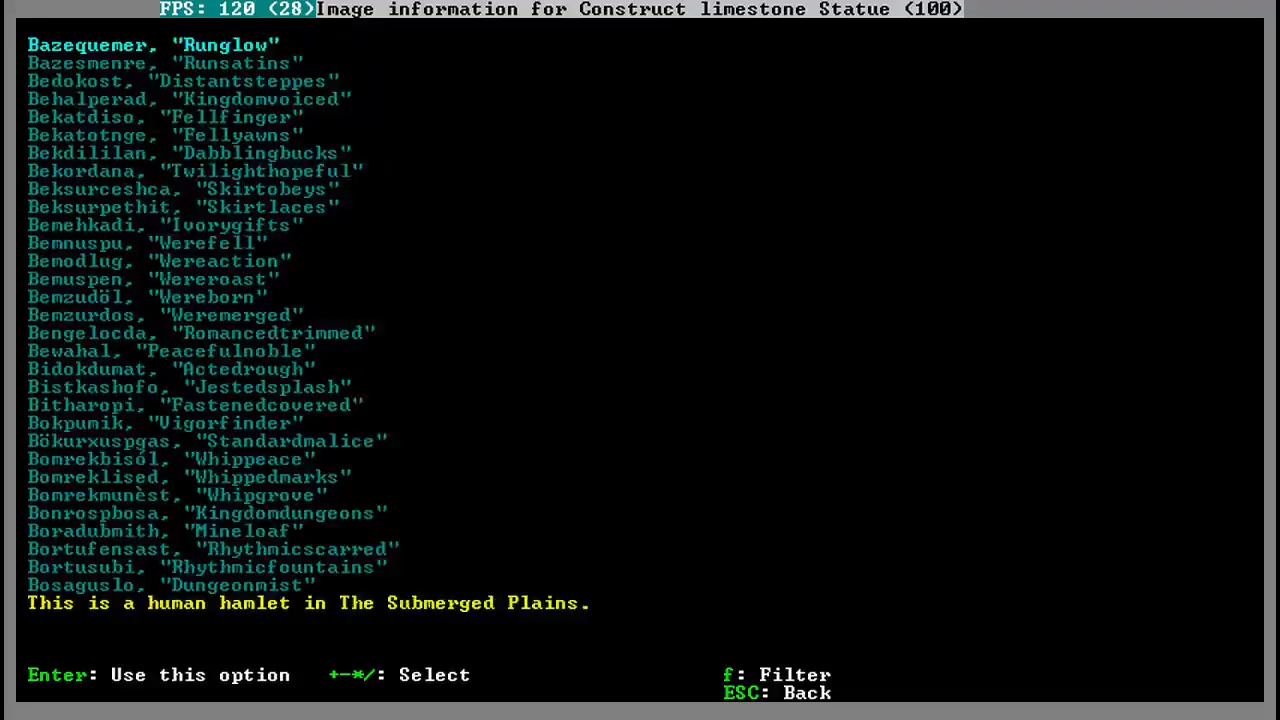 FPS: 120 (28)Image information for Construct limestone Statue (100)
Bazequemer, "Runglow"
Bazesmenre, "Runsatins"
Bedokost, "Distantsteppes"
Behalperad, "Kingdomvoiced"
Bekatdiso, "Fellfinger"
Bekatotnge, "Fellyawns"
Bekdililan, "Dabblingbucks"
Bekordana, "Twilighthopeful"
Beksurceshca, "Skirtobeys"
Beksurpethit, "Skirtlaces"
Bemehkadi, "Ivorygifts"
Bemnuspu, "Werefell"
Bemodlug, "Wereaction"
Bemuspen, "Wereroast"
Bemzudöl, "Wereborn"
Bemzurdos, "Weremerged"
Bengelocda, "Romancedtrimmed"
Bewahal, "Peacefulnoble"
Bidokdumat, "Actedrough"
Bistkashofo, "Jestedsplash"
Bitharopi, "Fastenedcovered"
Bokpumik, "Vigorfinder"
Bökurxuspgas, "Standardmalice"
Bomrekbisól, "Whippeace"
Bomreklised, "Whippedmarks"
Bomrekmunèst, "Whipgrove"
Bonrospbosa, "Kingdomdungeons"
Boradubmith, "Mineloaf"
Bortufensast, "Rhythmicscarred"
Bortusubi, "Rhythmicfountains"
Bosaguslo, "Dungeonmist"
This is a human hamlet in The Submerged Plains.
Enter: Use this option +-*/: Select f: Filter
ESC: Back